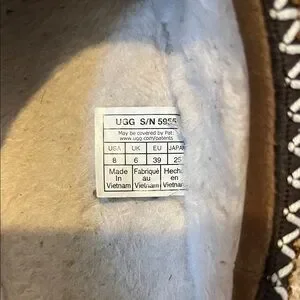 UGG S/N 5955
May be covered by Pat.
www.ugg.com/patents
USA UK EU JAPAN
8 6 39 25
Made Fabriqué Hecho
In au en
Vietnam Vietnam Vietnam